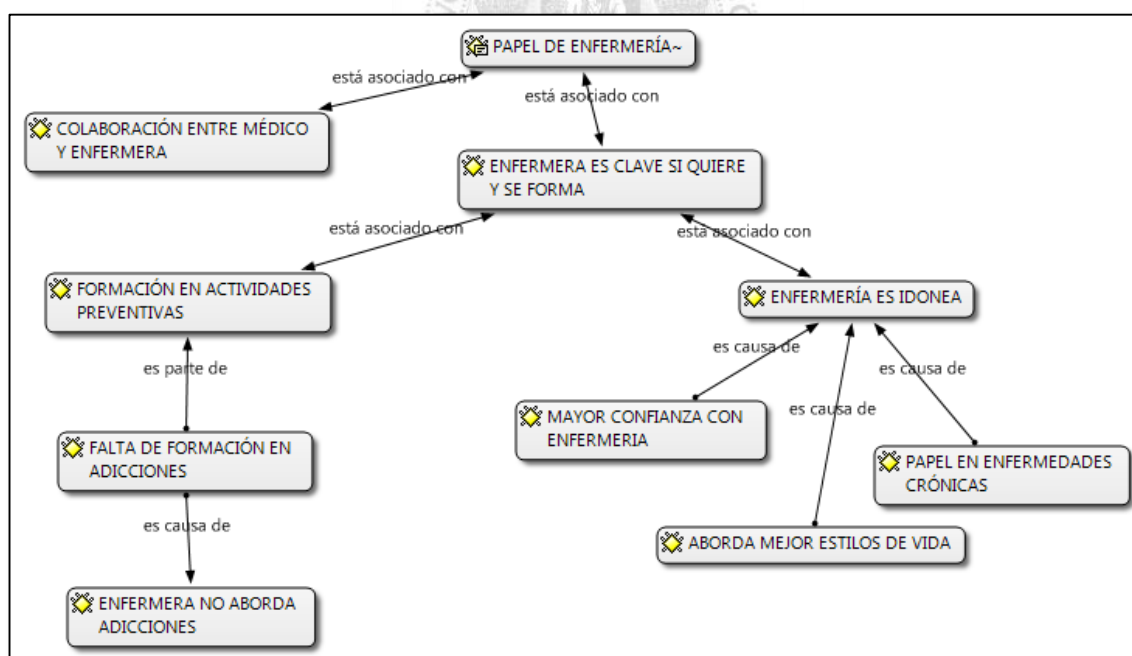 PAPEL DE ENFERMERÍA~
está asociado con
está asociado con
COLABORACIÓN ENTRE MÉDICO
Y ENFERMERA
ENFERMERA ES CLAVE SI QUIERE
Y SE FORMA
está asociado con
está asociado con
FORMACIÓN EN ACTIVIDADES
PREVENTIVAS
ENFERMERÍA ES IDONEA
es causa de
es parte de
es causa de
es causa de
MAYOR CONFIANZA CON
ENFERMERIA
FALTA DE FORMACIÓN EN
ADICCIONES
PAPEL EN ENFERMEDADES
CRÓNICAS
es causa de
ABORDA MEJOR ESTILOS DE VIDA
ENFERMERA NO ABORDA
ADICCIONES